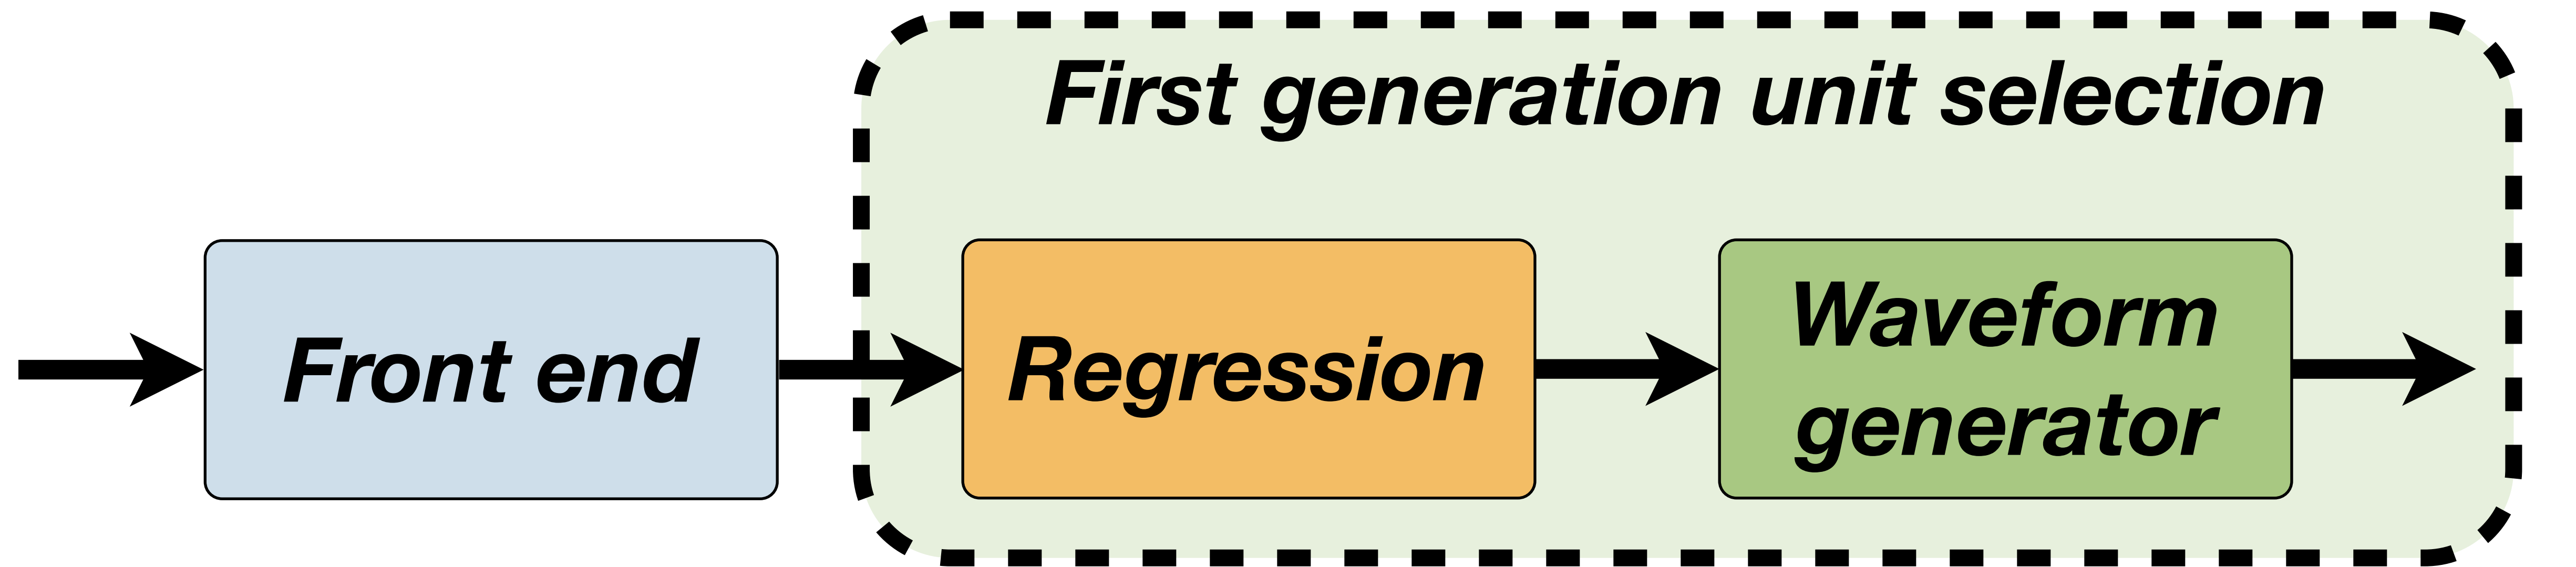 First generation unit selection
Front end
Regression
Waveform
generator